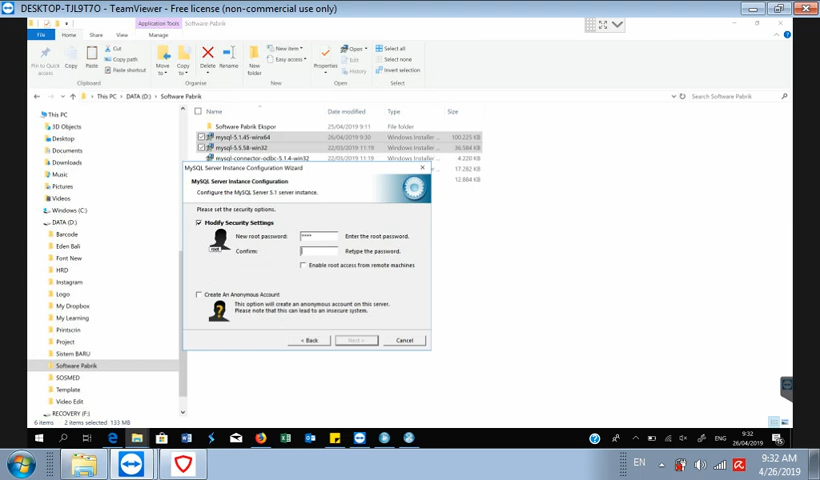 DESKTOP-TJL9T7O - TeamViewer - Free license (non-commercial use only)
Application Tools
Software Pabrik
File
Home
Share
View
Manage
Pin to Quick access
Copy
Paste
Cut
Copy path
Paste shortcut
Move to
Copy to
Delete
Rename
New folder
New item
Easy access
Properties
Open
Edit
History
Select all
Select none
Invert selection
Clipboard
Organise
New
Open
Select
This PC > DATA (D:) > Software Pabrik
Search Software Pabrik
Name
Date modified
Type
Size
Software Pabrik Ekspor
25/04/2019 9:11
File folder
mysql-5.1.45-winx64
26/04/2019 9:30
Windows Installer ...
100.225 KB
mysql-5.5.58-win32
22/03/2019 11:19
Windows Installer ...
36.584 KB
mysql-connector-odbc-5.1.4-win32
22/03/2019 11:19
Windows Installer ...
4.220 KB
17.282 KB
12.864 KB
This PC
3D Objects
Desktop
Documents
Downloads
Music
Pictures
Videos
Windows (C:)
DATA (D:)
Barcode
Eden Bali
Font New
HRD
Instagram
Logo
My Dropbox
My Learning
Printscrin
Project
Sistem BARU
Software Pabrik
SOSMED
Template
Video Edit
RECOVERY (F:)
MySQL Server Instance Configuration Wizard
MySQL Server Instance Configuration
Configure the MySQL Server 5.1 server instance.
Please set the security options.
Modify Security Settings
root
New root password:
****
Enter the root password.
Confirm:
Retype the password.
Enable root access from remote machines
Create An Anonymous Account
This option will create an anonymous account on this server.
Please note that this can lead to an insecure system.
< Back
Next >
Cancel
6 items
2 items selected 133 MB
ENG
9:32
26/04/2019
EN
9:32 AM
4/26/2019